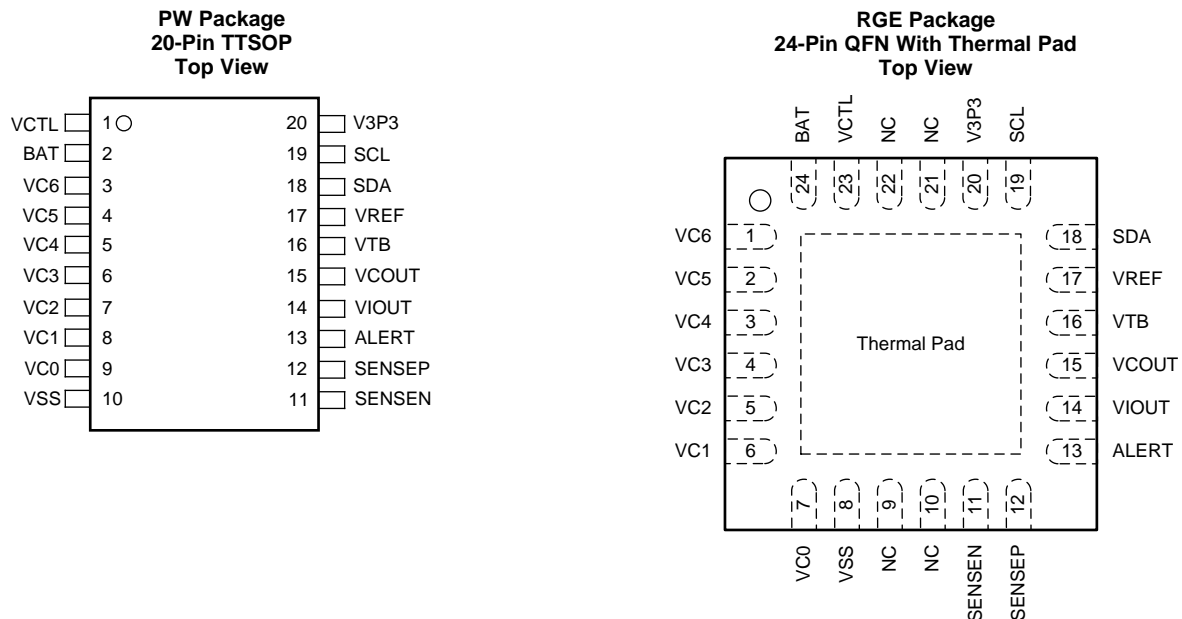 PW Package
20-Pin TTSOP
Top View
VCTL 1 20 V3P3
BAT 2 19 SCL
VC6 3 18 SDA
VC5 4 17 VREF
VC4 5 16 VTB
VC3 6 15 VCOUT
VC2 7 14 VIOUT
VC1 8 13 ALERT
VC0 9 12 SENSEP
VSS 10 11 SENSEN
RGE Package
24-Pin QFN With Thermal Pad
Top View
BAT VCTL NC NC V3P3 SCL
24 23 22 21 20 19
VC6 1 18 SDA
VC5 2 17 VREF
VC4 3 16 VTB
Thermal Pad
VC3 4 15 VCOUT
VC2 5 14 VIOUT
VC1 6 13 ALERT
7 8 9 10 11 12
VC0 VSS NC NC SENSEN SENSEP